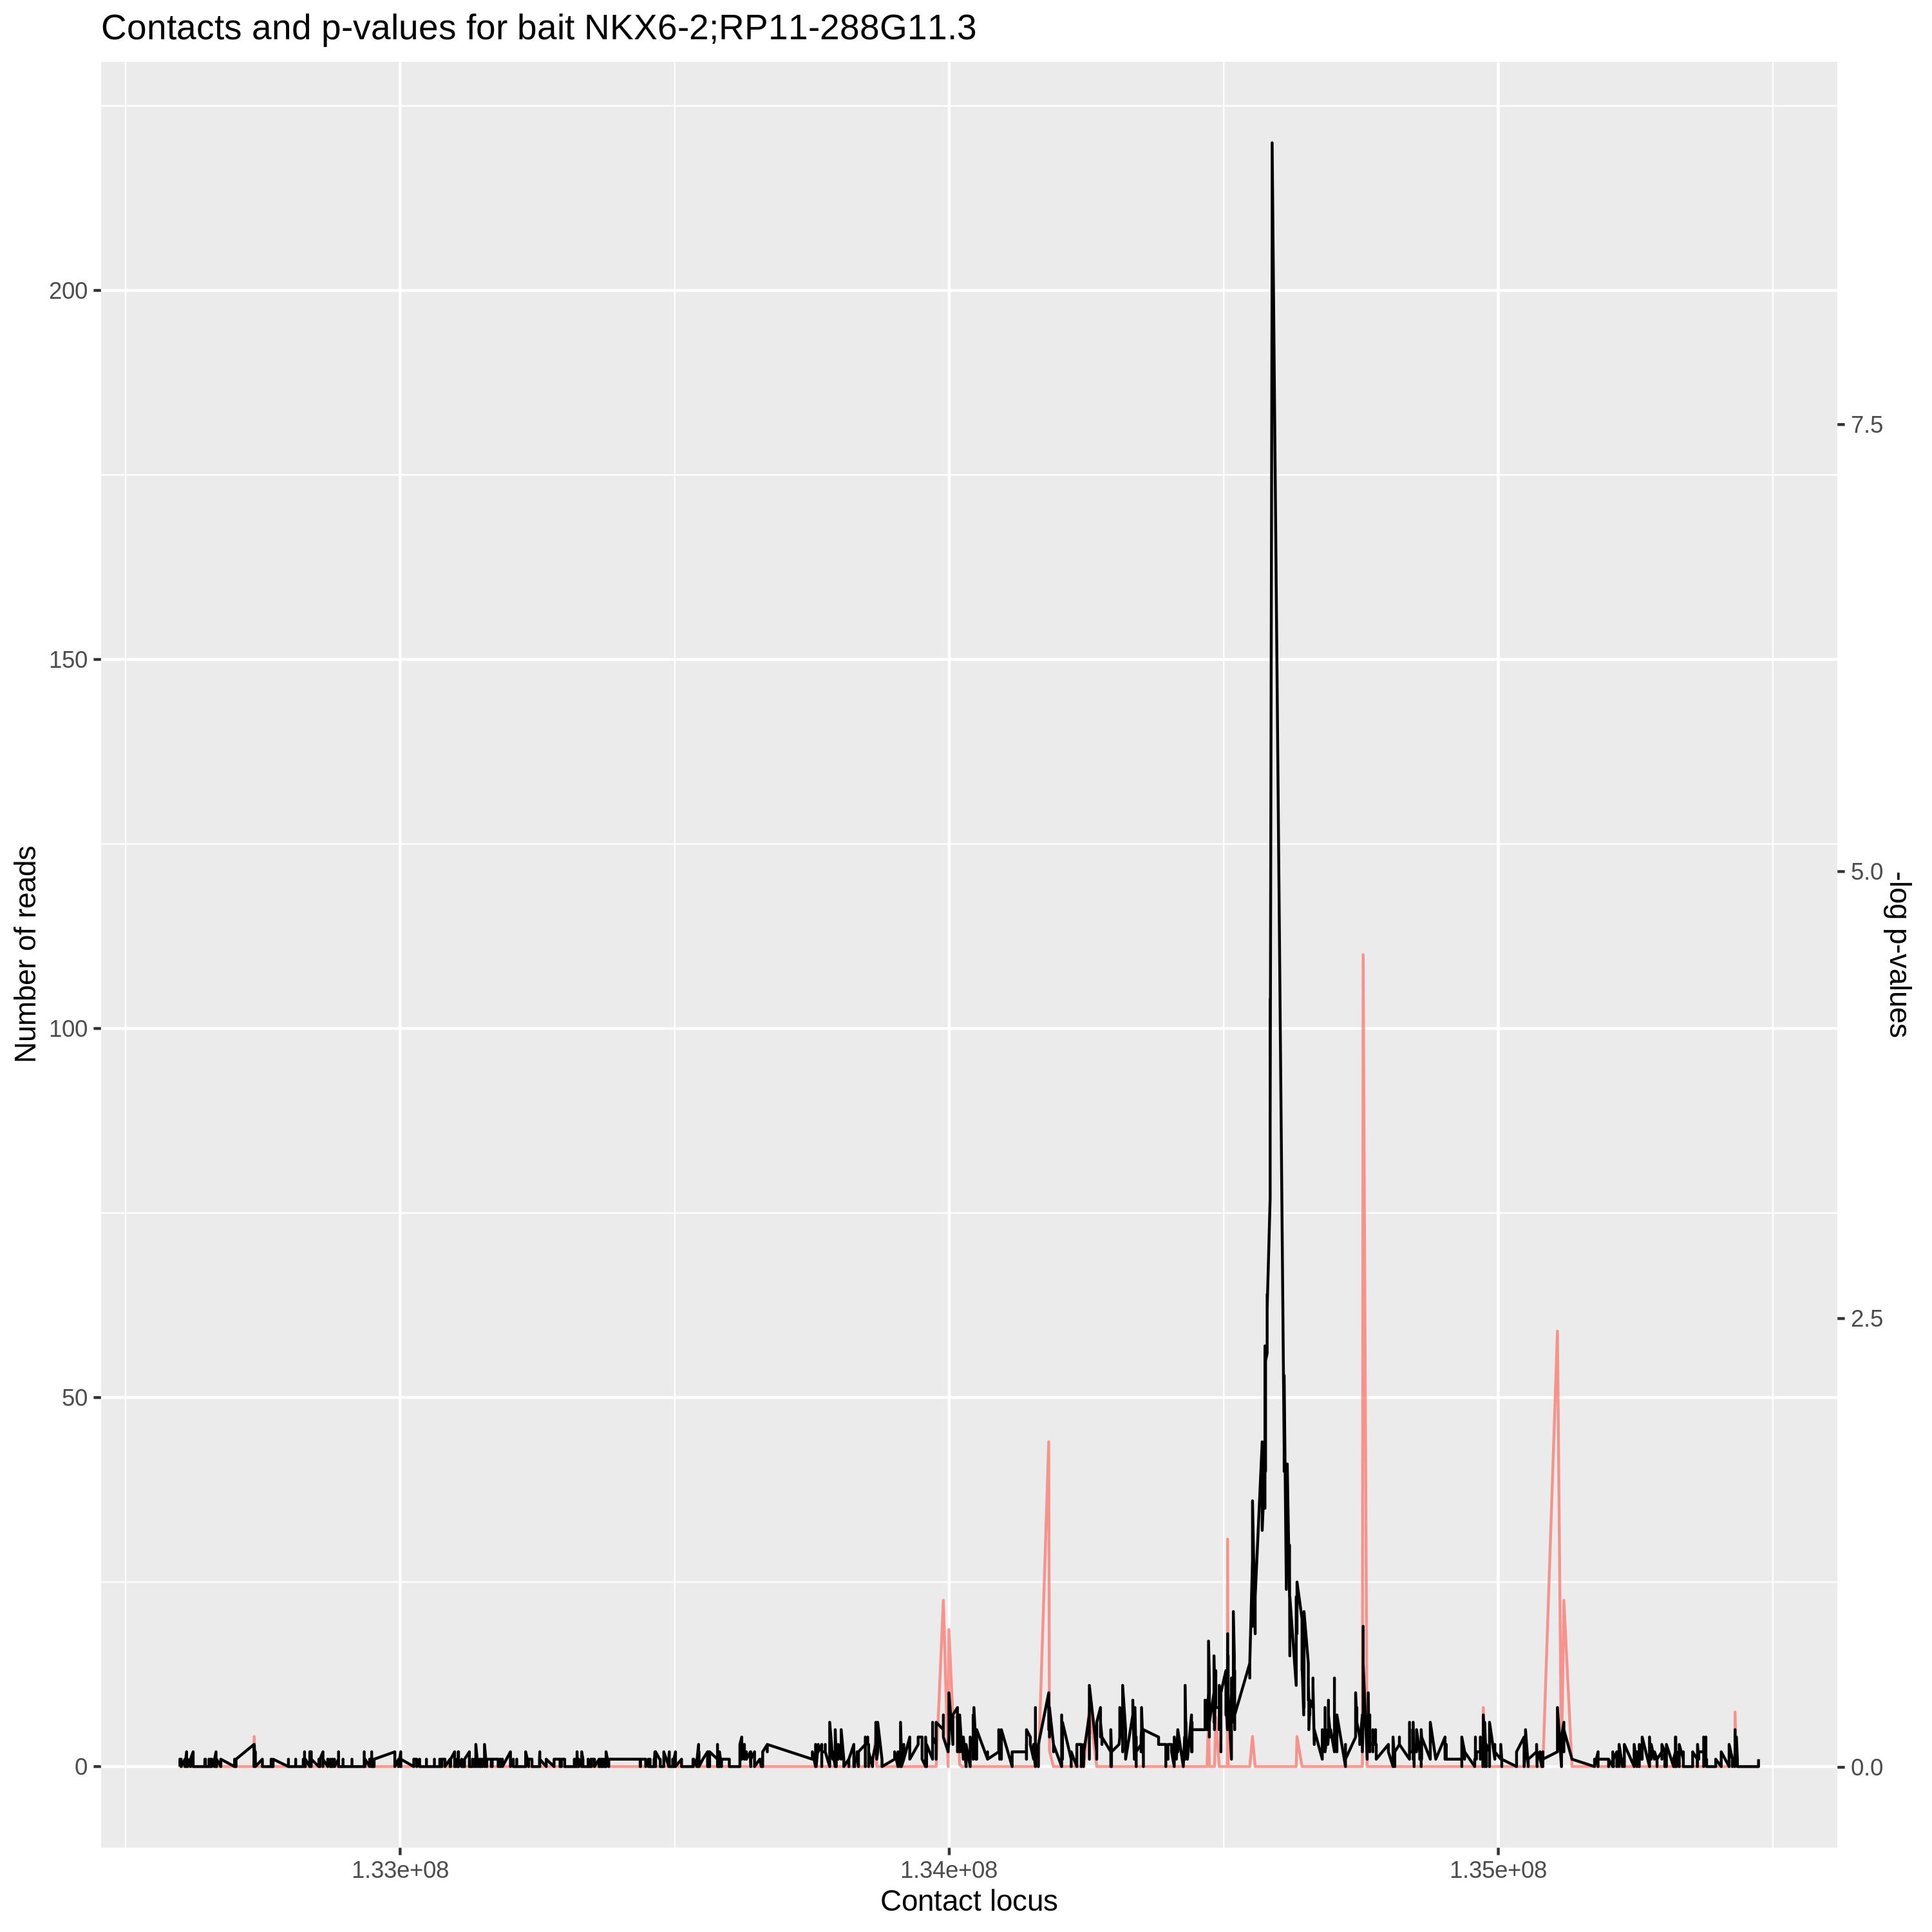 Contacts and p-values for bait NKX6-2;RP11-288G11.3
Number of reads
200
150
100
50
0
7.5
5.0
2.5
0.0
-log p-values
1.33e+08
1.34e+08
1.35e+08
Contact locus